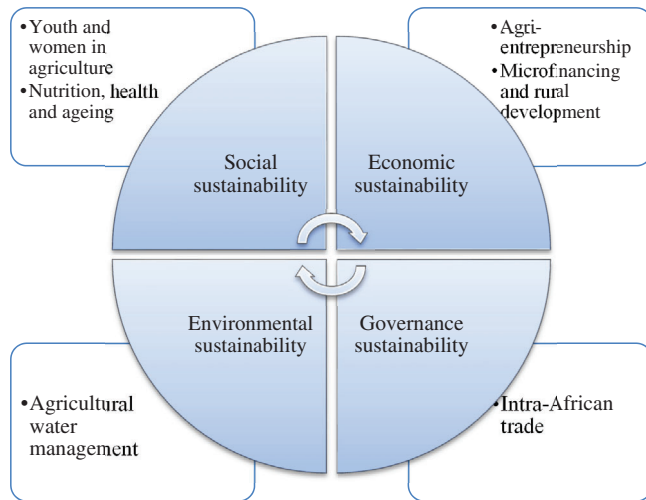 •Youth and
women in
agriculture
•Nutrition, health
and ageing
•Agri-
entrepreneurship
•Microfinancing
and rural
development
Social
sustainability
Economic
sustainability
Environmental
sustainability
Governance
sustainability
•Agricultural
water
management
•Intra-African
trade